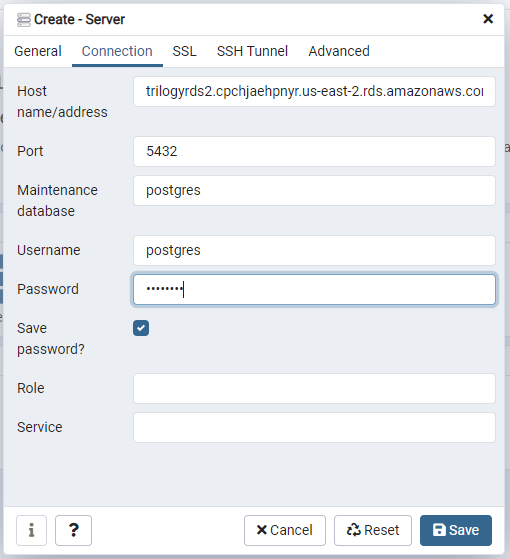 Create - Server
General Connection SSL SSH Tunnel Advanced
Host name/address trilogyrds2.cpchjaehpnyr.us-east-2.rds.amazonaws.co
Port 5432
Maintenance database postgres
Username postgres
Password ••••••••
Save password?
Role
Service
i ? Cancel Reset Save